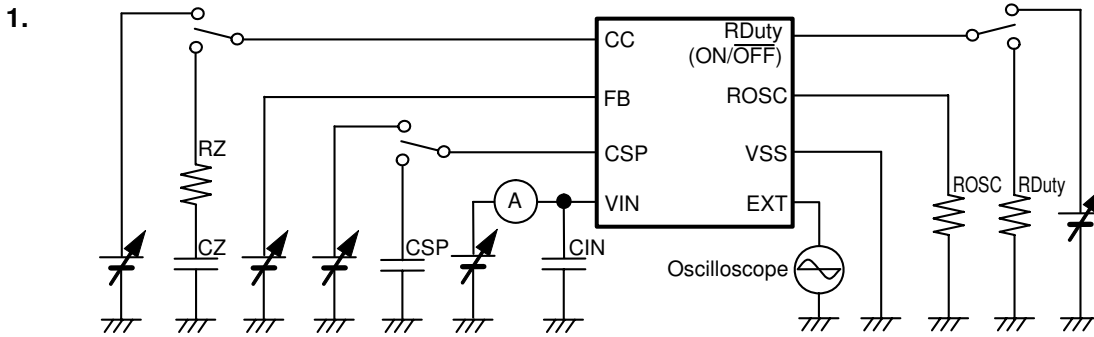 1.
CC
RDuty
(ON/OFF)
FB
ROSC
CSP
VSS
VIN
EXT
RZ
CZ
CSP
A
CIN
Oscilloscope
ROSC
RDuty